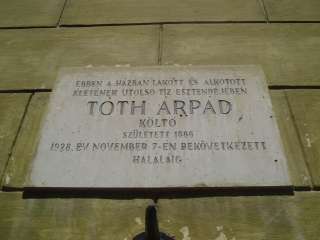 EBBEN A HÁZBAN LAKOTT ÉS ALKOTOTT
ÉLETÉNEK UTOLSÓ TÍZ ESZTENDEJÉBEN
TÓTH ÁRPÁD
KÖLTŐ
SZÜLETETT 1886
1928. ÉV NOVEMBER 7-ÉN BEKÖVETKEZETT
HALÁLÁIG